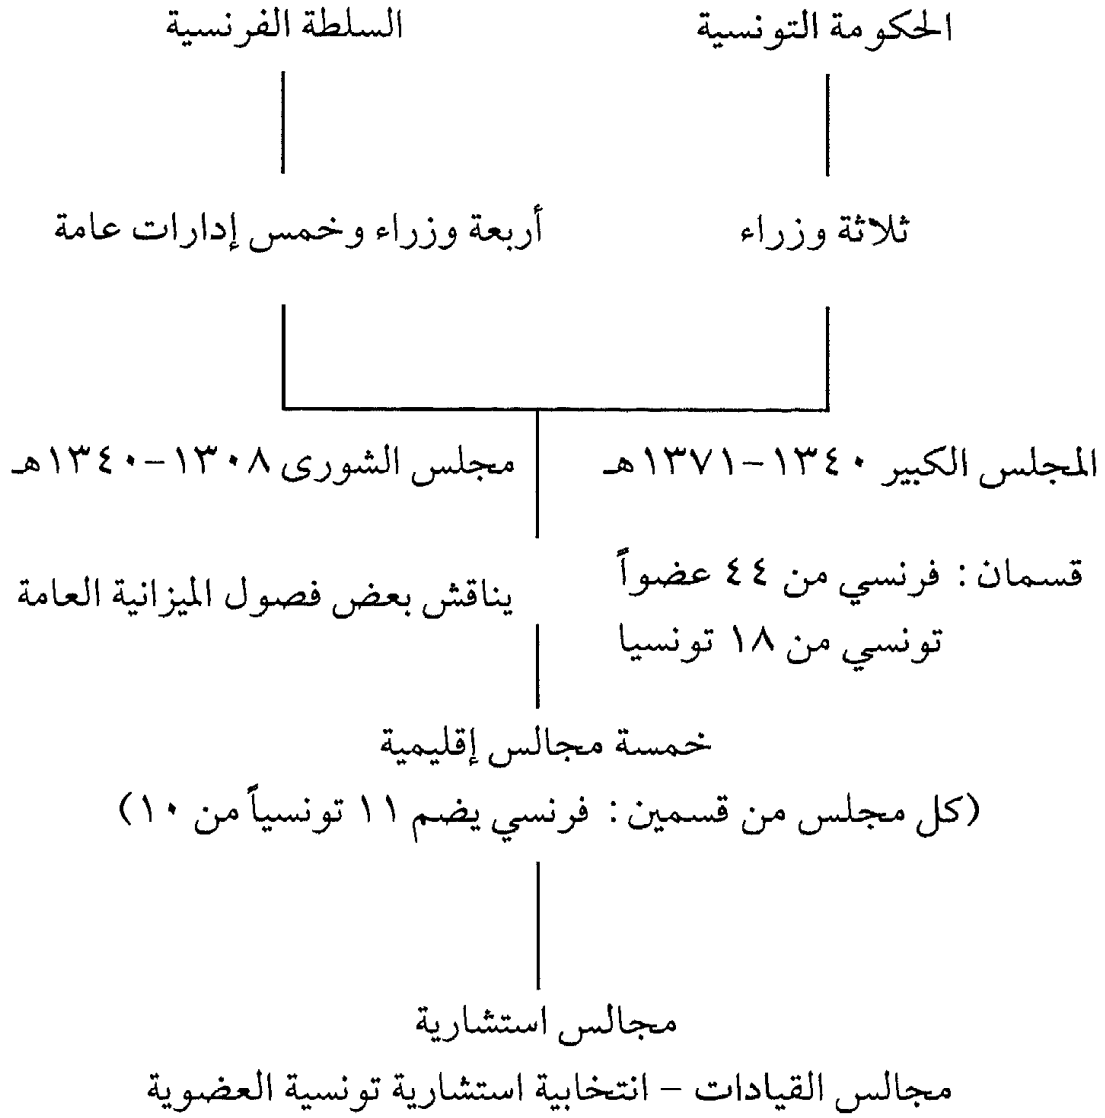 الحكومة التونسية
السلطة الفرنسية
ثلاثة وزراء
أربعة وزراء وخمس إدارات عامة
المجلس الكبير ١٣٤٠-١٣٧١هـ
مجلس الشورى ١٣٠٨-١٣٤٠هـ
قسمان : فرنسي من ٤٤ عضواً
تونسي من ١٨ تونسيا
يناقش بعض فصول الميزانية العامة
خمسة مجالس إقليمية
(كل مجلس من قسمين : فرنسي يضم ١١ تونسياً من ١٠)
مجالس استشارية
مجالس القيادات - انتخابية استشارية تونسية العضوية